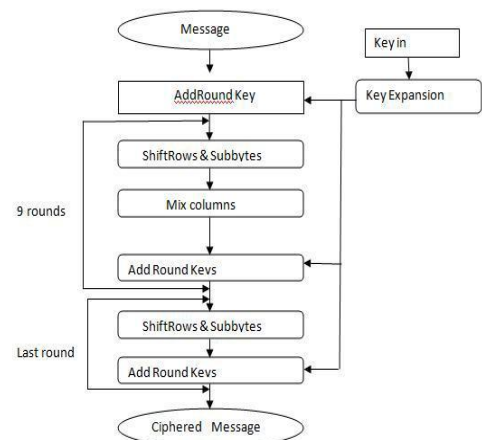 Message
Key in
AddRound Key
Key Expansion
ShiftRows & Subbytes
Mix columns
9 rounds
Add Round Kevs
ShiftRows & Subbytes
Last round
Add Round Kevs
Ciphered Message